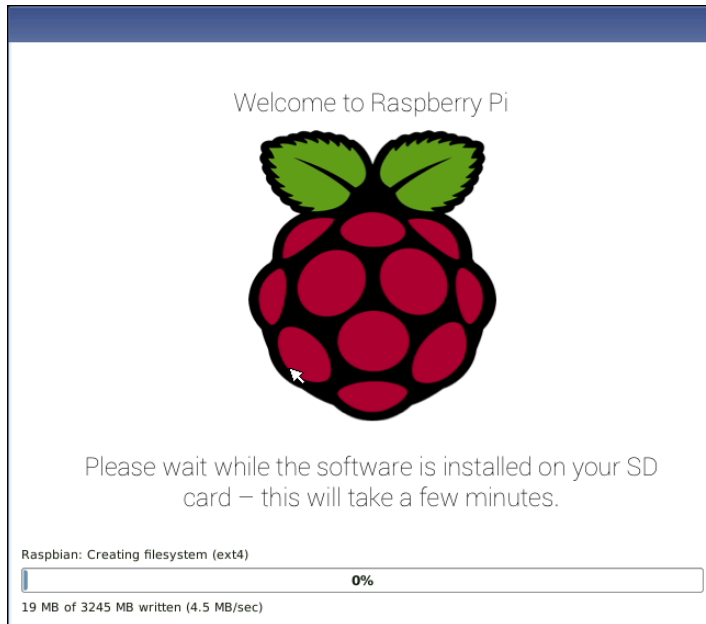 Welcome to Raspberry Pi
Please wait while the software is installed on your SD
card – this will take a few minutes.
Raspbian: Creating filesystem (ext4)
0%
19 MB of 3245 MB written (4.5 MB/sec)